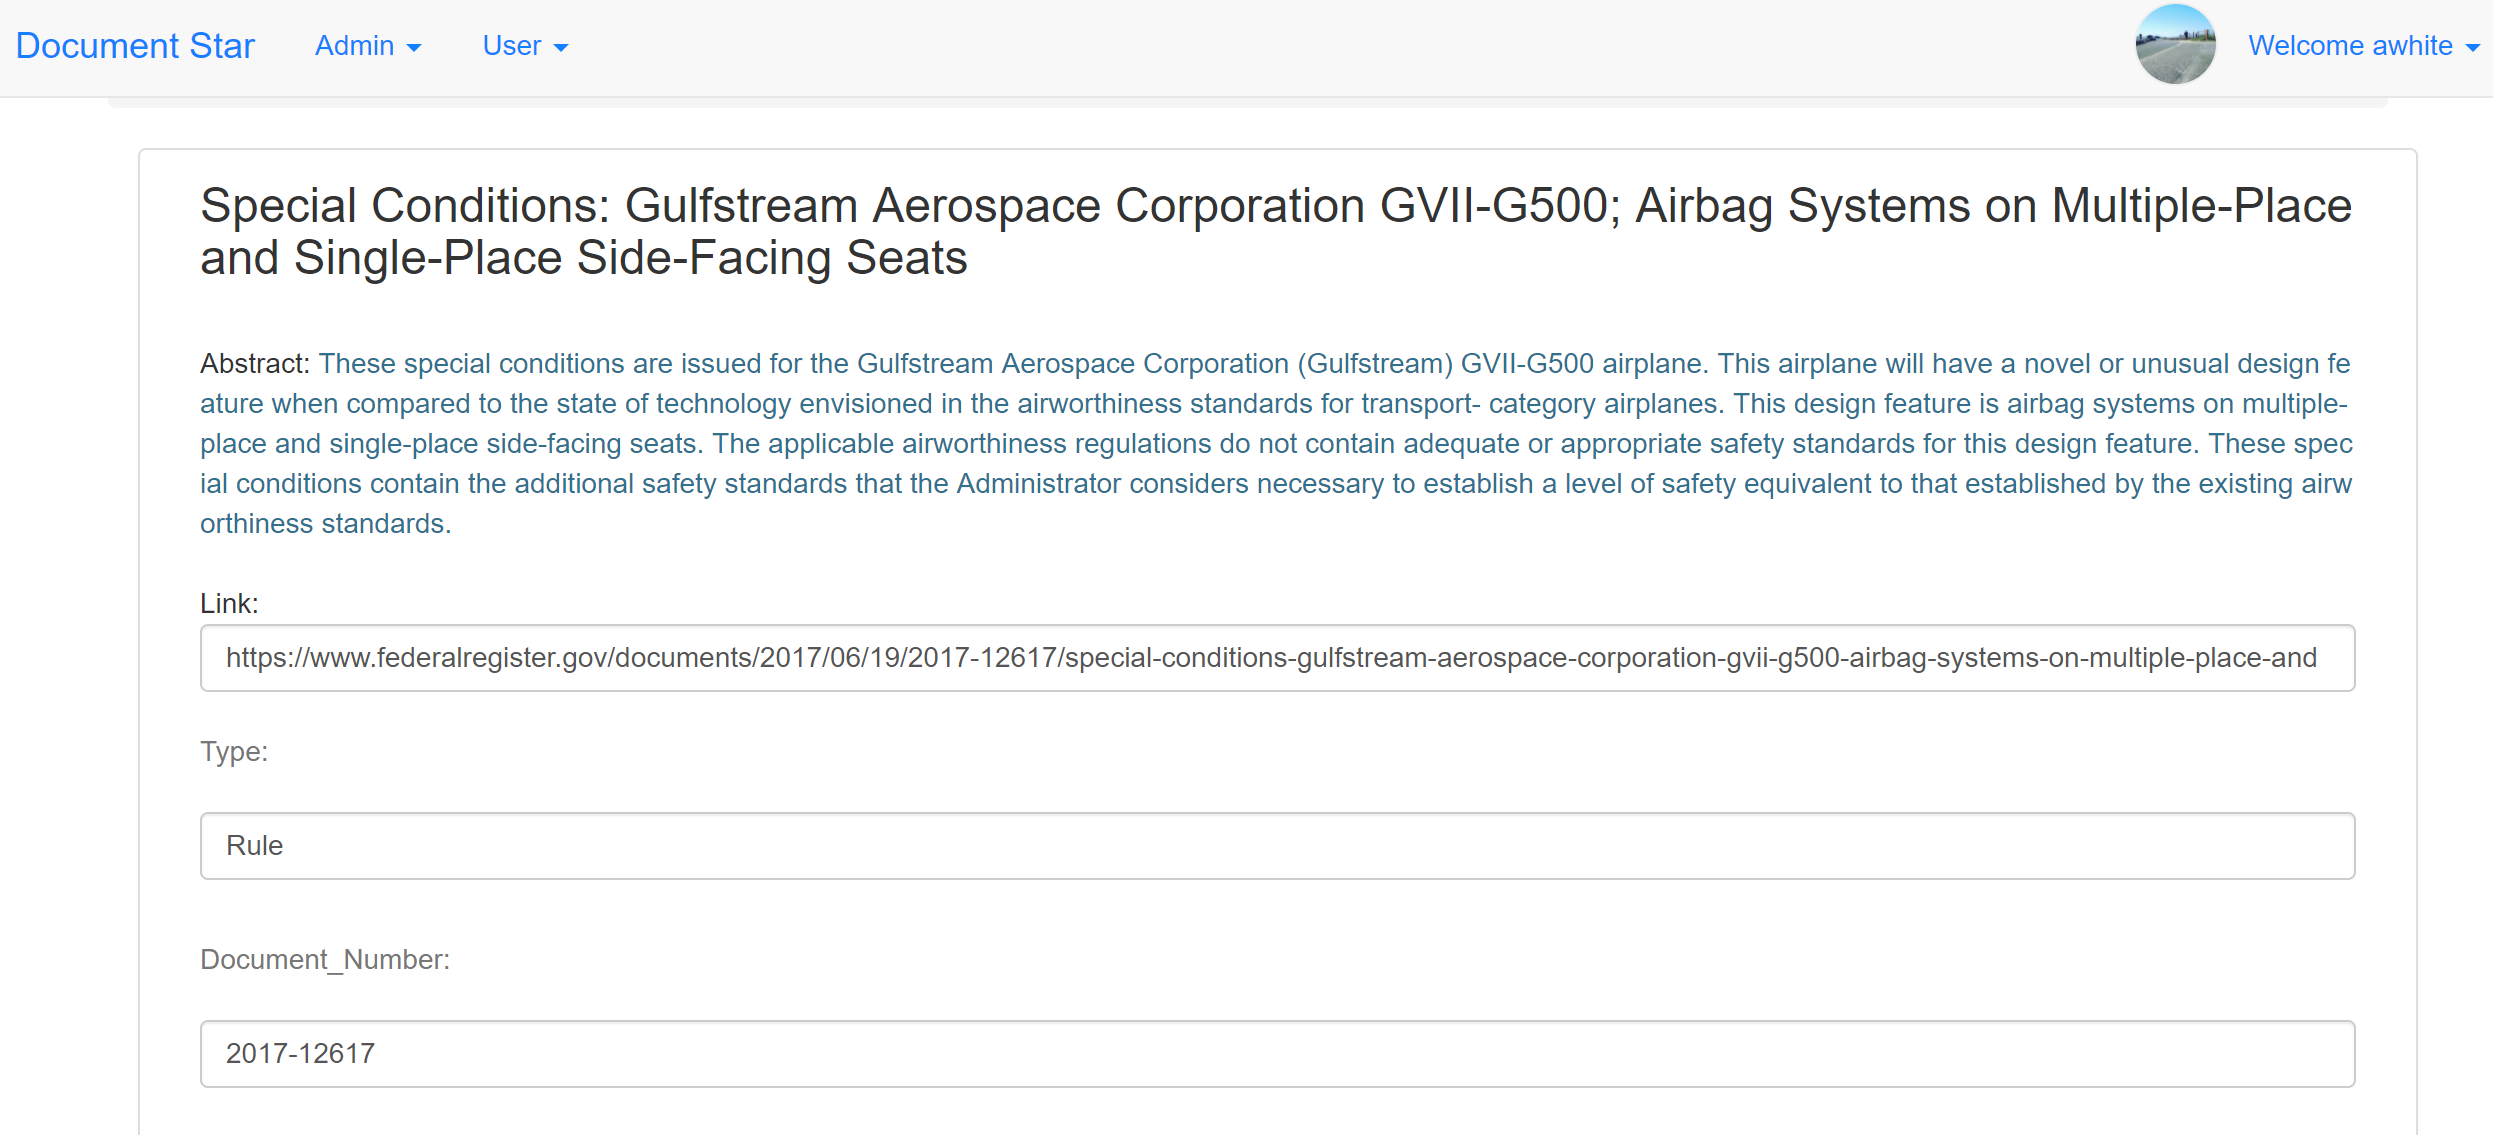 Document Star Admin User Welcome awhite
Special Conditions: Gulfstream Aerospace Corporation GVII-G500; Airbag Systems on Multiple-Place
and Single-Place Side-Facing Seats
Abstract: These special conditions are issued for the Gulfstream Aerospace Corporation (Gulfstream) GVII-G500 airplane. This airplane will have a novel or unusual design fe
ature when compared to the state of technology envisioned in the airworthiness standards for transport- category airplanes. This design feature is airbag systems on multiple-
place and single-place side-facing seats. The applicable airworthiness regulations do not contain adequate or appropriate safety standards for this design feature. These spec
ial conditions contain the additional safety standards that the Administrator considers necessary to establish a level of safety equivalent to that established by the existing airw
orthiness standards.
Link:
https://www.federalregister.gov/documents/2017/06/19/2017-12617/special-conditions-gulfstream-aerospace-corporation-gvii-g500-airbag-systems-on-multiple-place-and
Type:
Rule
Document_Number:
2017-12617